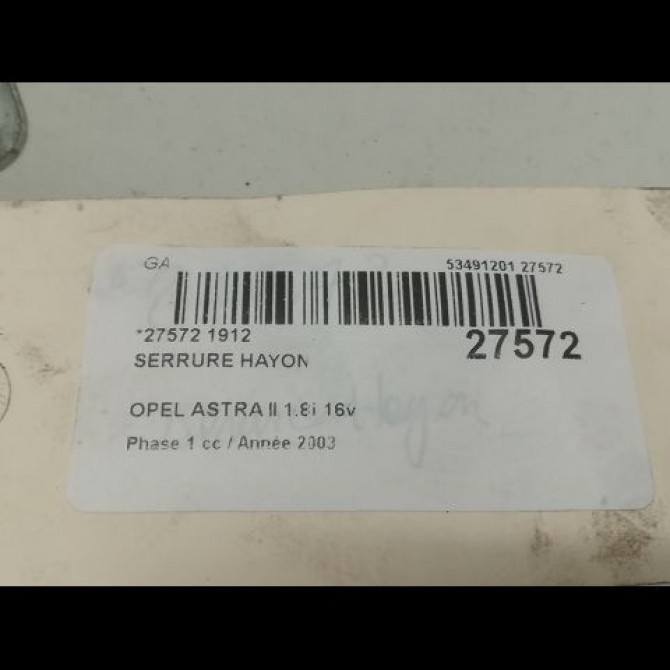 GA 53491201 27572
*27572 1912 27572
SERRURE HAYON
OPEL ASTRA II 1.8i 16v
Phase 1 cc / Année 2003